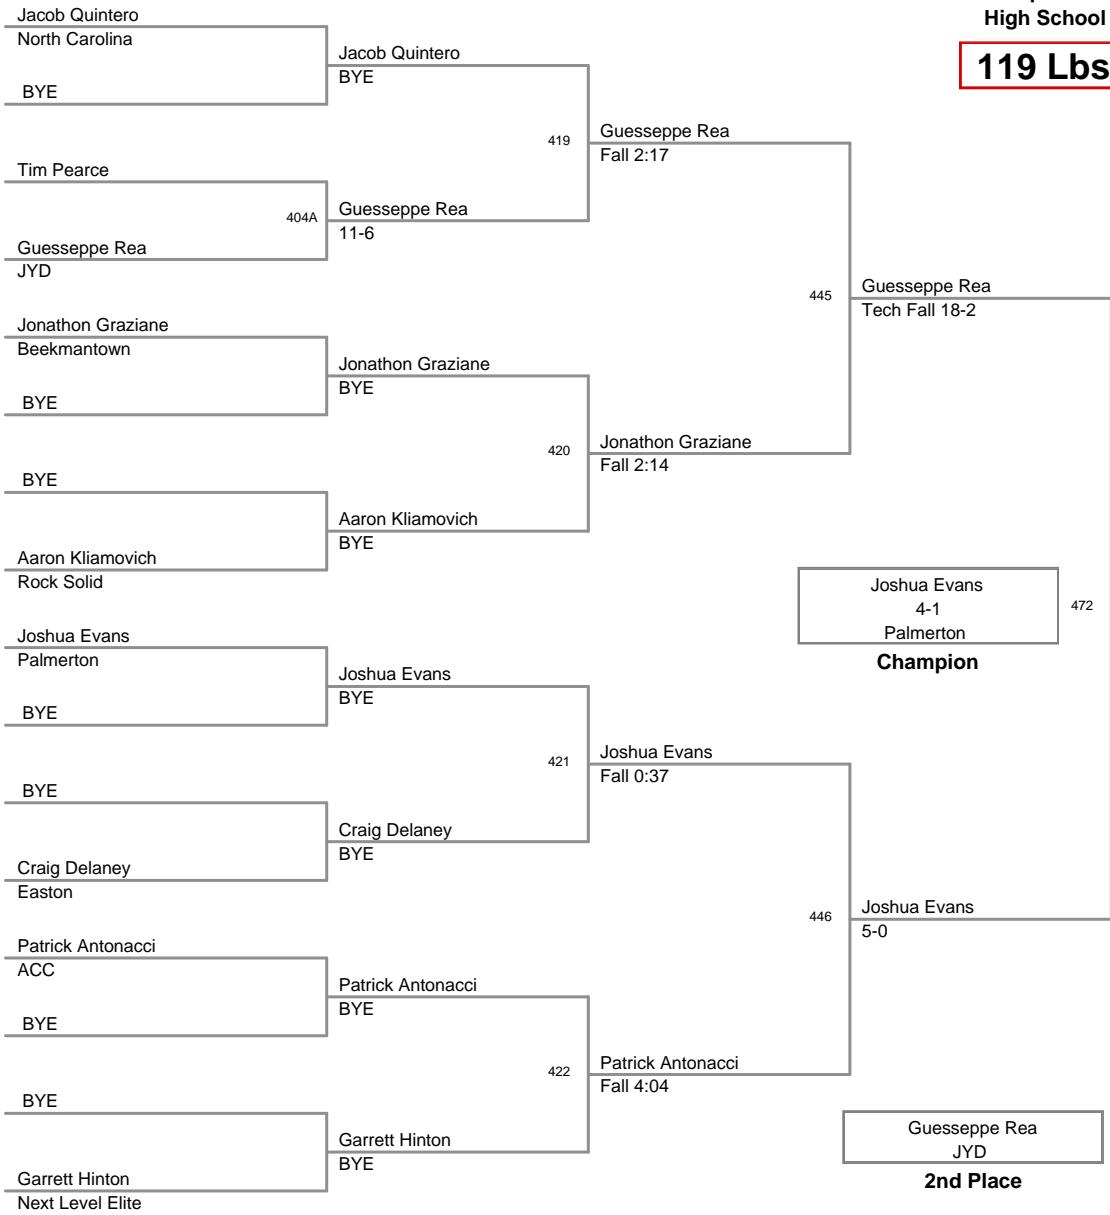 High School
119 Lbs
Jacob Quintero
North Carolina
BYE
Tim Pearce
Guesseppe Rea
JYD
Jonathon Graziane
Beekmantown
BYE
BYE
Aaron Kliamovich
Rock Solid
Joshua Evans
Palmerton
BYE
BYE
Craig Delaney
Easton
Patrick Antonacci
ACC
BYE
BYE
Garrett Hinton
Next Level Elite
Jacob Quintero
BYE
404A
Guesseppe Rea
11-6
Jonathon Graziane
BYE
Aaron Kliamovich
BYE
Joshua Evans
BYE
Craig Delaney
BYE
Patrick Antonacci
BYE
Garrett Hinton
BYE
419
Guesseppe Rea
Fall 2:17
420
Jonathon Graziane
Fall 2:14
421
Joshua Evans
Fall 0:37
422
Patrick Antonacci
Fall 4:04
445
Guesseppe Rea
Tech Fall 18-2
446
Joshua Evans
5-0
Joshua Evans
4-1
Palmerton
472
Champion
Guesseppe Rea
JYD
2nd Place